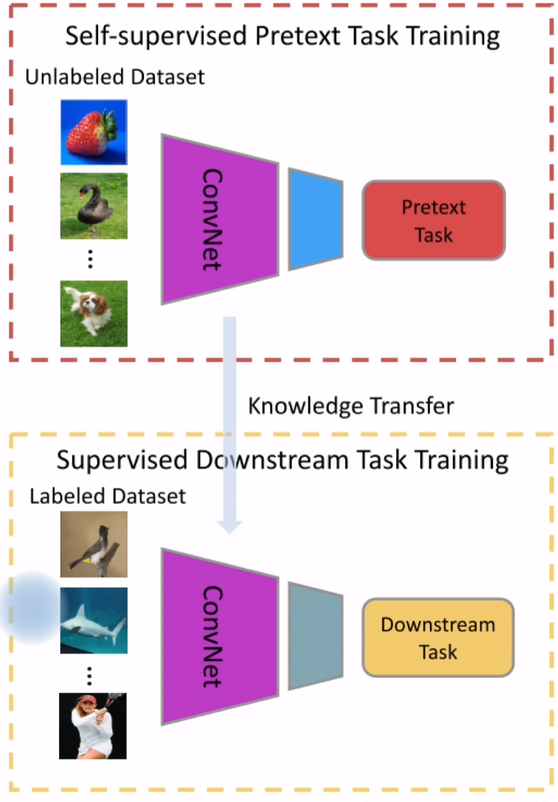 Self-supervised Pretext Task Training
Unlabeled Dataset
ConvNet
Pretext
Task
Knowledge Transfer
Supervised Downstream Task Training
Labeled Dataset
ConvNet
Downstream
Task